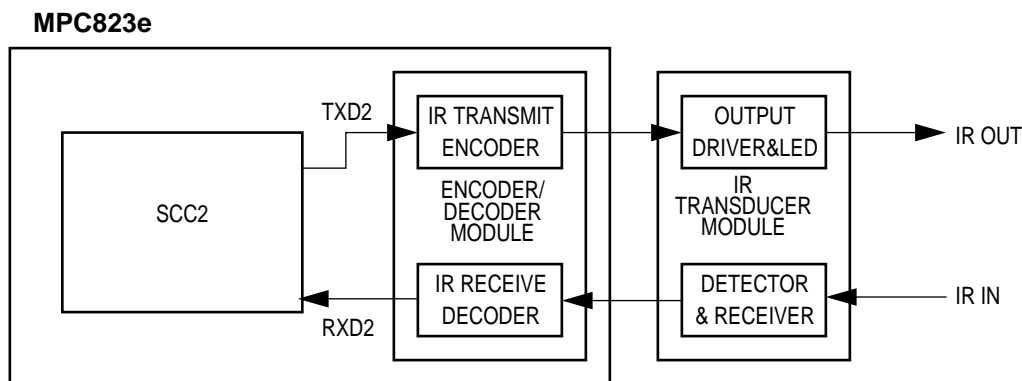 MPC823e
TXD2
IR TRANSMIT
ENCODER
OUTPUT
DRIVER&LED
IR OUT
SCC2
ENCODER/
DECODER
MODULE
IR
TRANSDUCER
MODULE
IR RECEIVE
DECODER
DETECTOR
& RECEIVER
IR IN
RXD2